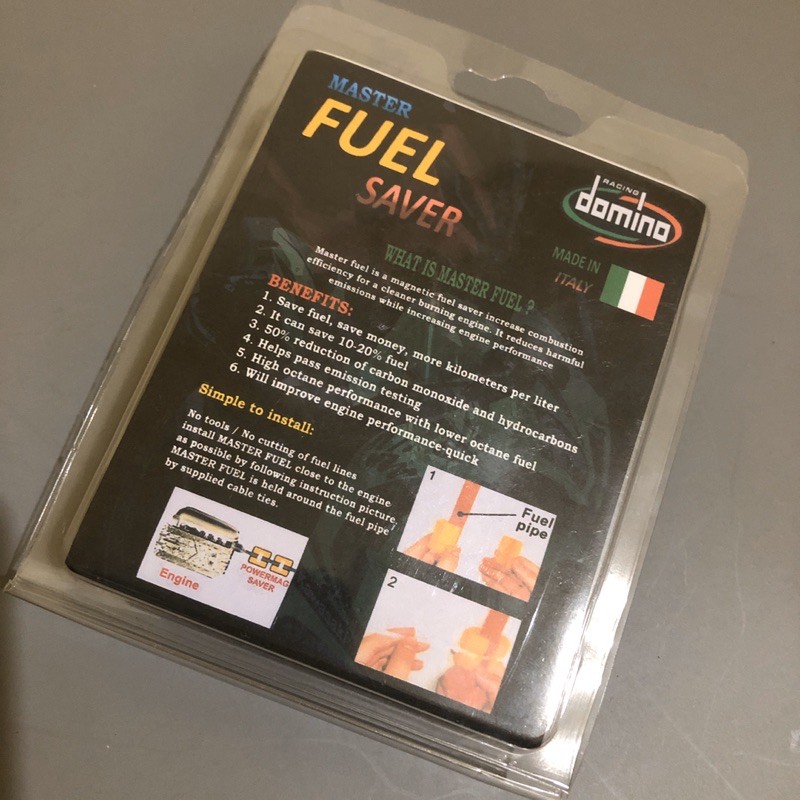 MASTER
FUEL
SAVER
RACING
domino
MADE IN
ITALY
WHAT IS MASTER FUEL ?
Master fuel is a magnetic fuel saver increase combustion
efficiency for a cleaner burning engine. It reduces harmful
emissions while increasing engine performance
BENEFITS:
1. Save fuel, save money, more kilometers per liter
2. It can save 10-20% fuel
3. 50% reduction of carbon monoxide and hydrocarbons
4. Helps pass emission testing
5. High octane performance with lower octane fuel
6. Will improve engine performance-quick
Simple to install:
No tools / No cutting of fuel lines
install MASTER FUEL close to the engine
as possible by following instruction picture,
MASTER FUEL is held around the fuel pipe
by supplied cable ties.
Engine
POWERMAG
SAVER
1
Fuel
pipe
2